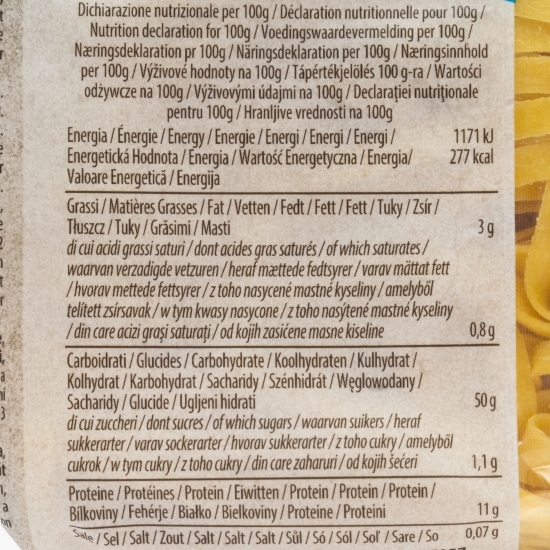 Dichiarazione nutrizionale per 100g / Déclaration nutritionnelle pour 100g /
Nutrition declaration for 100g / Voedingswaardevermelding per 100g /
Næringsdeklaration pr 100g / Näringsdeklaration per 100g / Næringsinnhold
per 100g / Výživové hodnoty na 100g / Tápértékjelölés 100 g-ra / Wartości
odżywcze na 100g / Výživovými údajmi na 100g / Declaraţiei nutriţionale
pentru 100g / Hranljive vrednosti na 100g
Energia / Énergie / Energy / Energie / Energi / Energi / Energi / 1171 kJ
Energetická Hodnota / Energia / Wartość Energetyczna / Energia/ 277 kcal
Valoare Energetică / Energija
Grassi / Matières Grasses / Fat / Vetten / Fedt / Fett / Fett / Tuky / Zsír /
Tłuszcz / Tuky / Grăsimi / Masti 3 g
di cui acidi grassi saturi / dont acides gras saturés / of which saturates /
waarvan verzadigde vetzuren / heraf mættede fedtsyrer / varav mättat fett
/ hvorav mettede fettsyrer / z toho nasycené mastné kyseliny / amelyből
telített zsírsavak / w tym kwasy nasycone / z toho nasýtené mastné kyseliny
/ din care acizi graşi saturaţi / od kojih zasićene masne kiseline 0,8 g
Carboidrati / Glucides / Carbohydrate / Koolhydraten / Kulhydrat /
Kolhydrat / Karbohydrat / Sacharidy / Szénhidrát / Węglowodany /
Sacharidy / Glucide / Ugljeni hidrati 50 g
di cui zuccheri / dont sucres / of which sugars / waarvan suikers / heraf
sukkerarter / varav sockerarter / hvorav sukkerarter / z toho cukry / amelyből
cukrok / w tym cukry / z toho cukry / din care zaharuri / od kojih šećeri 1,1 g
Proteine / Protéines / Protein / Eiwitten / Protein / Protein / Protein /
Bílkoviny / Fehérje / Białko / Bielkoviny / Proteine / Proteini 11 g
Sale / Sel / Salt / Zout / Salt / Salt / Salt / Sůl / Só / Sól / Soľ / Sare / So 0,07 g